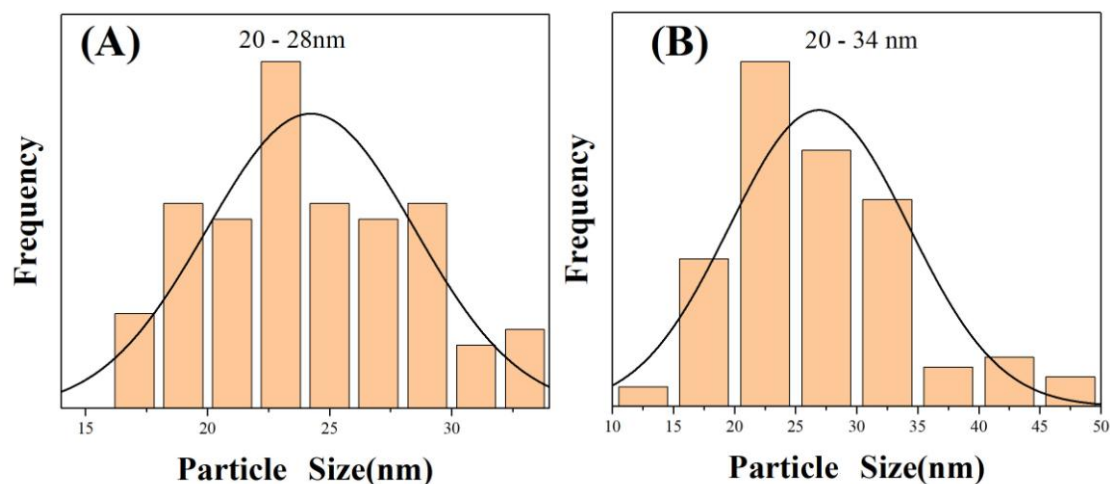 (A)
20 - 28nm
Frequency
15 20 25 30
Particle Size(nm)
(B)
20 - 34 nm
Frequency
10 15 20 25 30 35 40 45 50
Particle Size(nm)